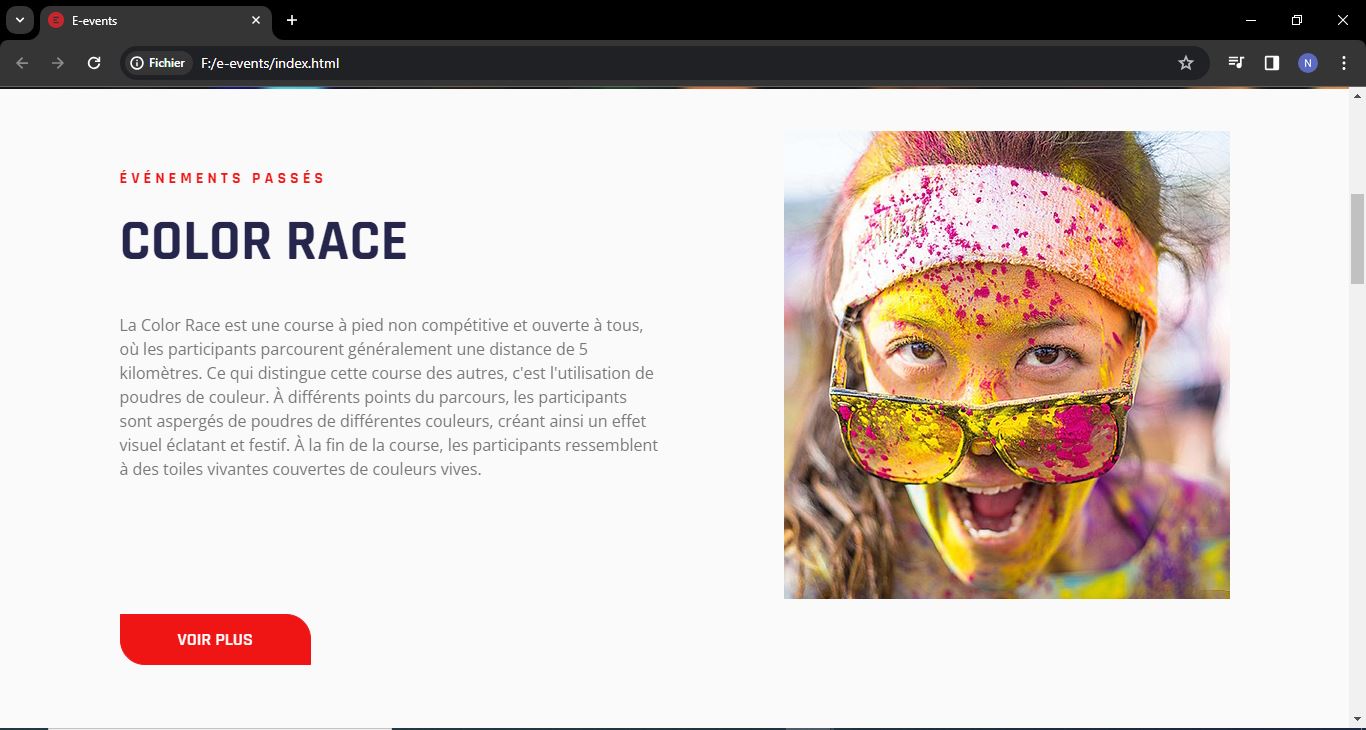 E-events
Fichier
F:/e-events/index.html
N
ÉVÉNEMENTS PASSÉS
COLOR RACE
La Color Race est une course à pied non compétitive et ouverte à tous,
où les participants parcourent généralement une distance de 5
kilomètres. Ce qui distingue cette course des autres, c'est l'utilisation de
poudres de couleur. À différents points du parcours, les participants
sont aspergés de poudres de différentes couleurs, créant ainsi un effet
visuel éclatant et festif. À la fin de la course, les participants ressemblent
à des toiles vivantes couvertes de couleurs vives.
VOIR PLUS